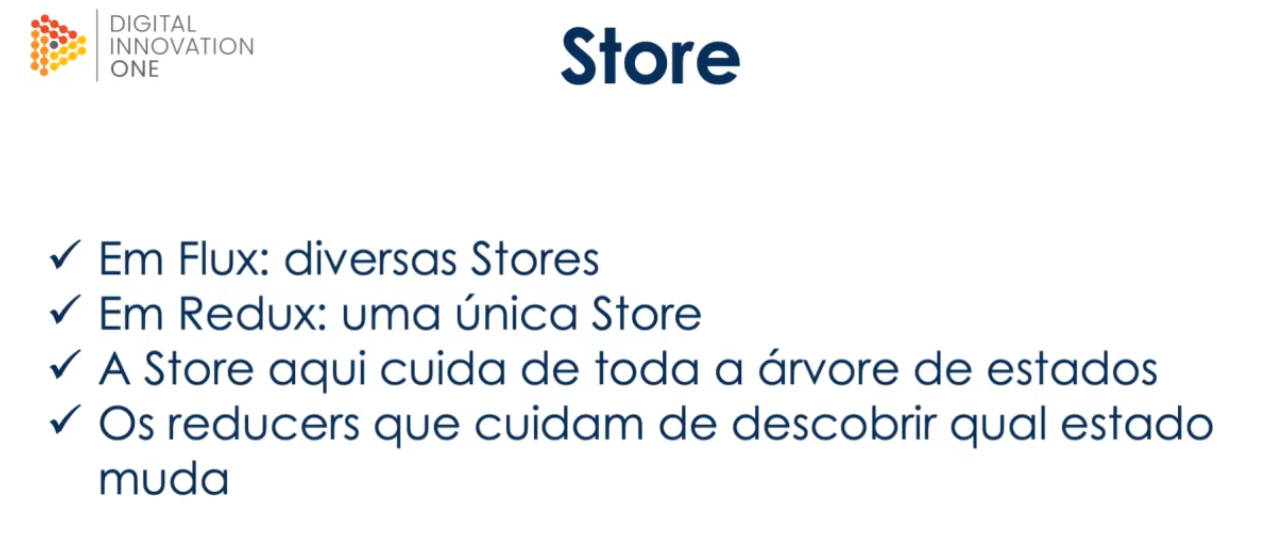 DIGITAL
INNOVATION
ONE
Store
✓ Em Flux: diversas Stores
✓ Em Redux: uma única Store
✓ A Store aqui cuida de toda a árvore de estados
✓ Os reducers que cuidam de descobrir qual estado
muda